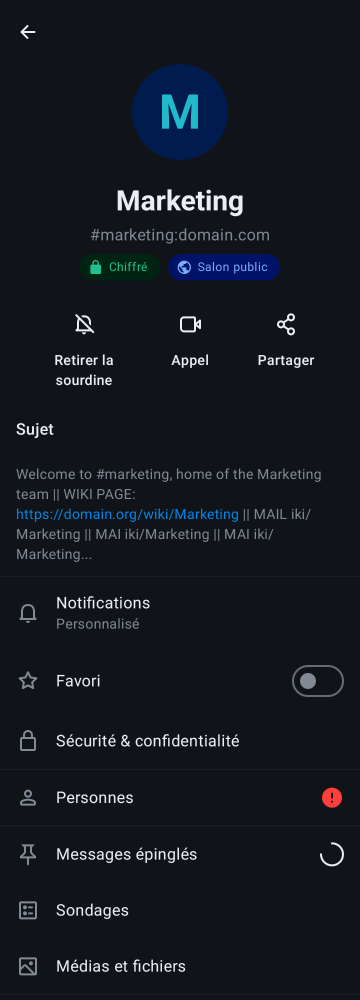 M
Marketing
#marketing:domain.com
Chiffré
Salon public
Retirer la
sourdine
Appel
Partager
Sujet
Welcome to #marketing, home of the Marketing
team || WIKI PAGE:
https://domain.org/wiki/Marketing || MAIL iki/
Marketing || MAI iki/Marketing || MAI iki/
Marketing...
Notifications
Personnalisé
Favori
Sécurité & confidentialité
Personnes
Messages épinglés
Sondages
Médias et fichiers